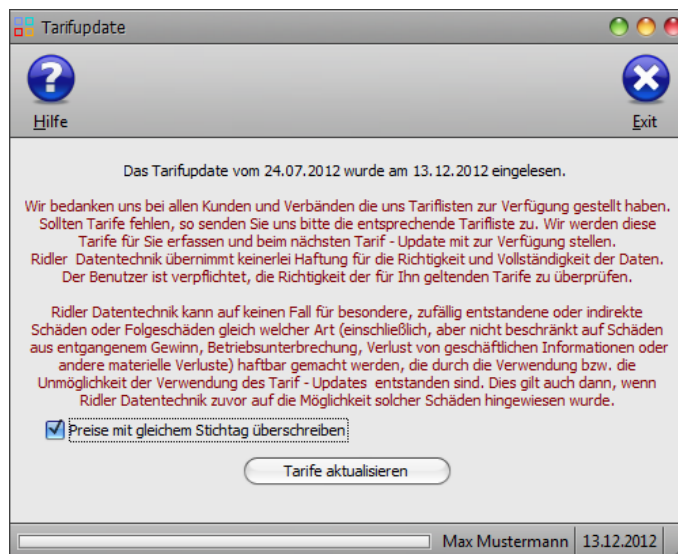 Tarifupdate
Hilfe
Exit
Das Tarifupdate vom 24.07.2012 wurde am 13.12.2012 eingelesen.
Wir bedanken uns bei allen Kunden und Verbänden die uns Tariflisten zur Verfügung gestellt haben.
Sollten Tarife fehlen, so senden Sie uns bitte die entsprechende Tarifliste zu. Wir werden diese
Tarife für Sie erfassen und beim nächsten Tarif - Update mit zur Verfügung stellen.
Ridler Datentechnik übernimmt keinerlei Haftung für die Richtigkeit und Vollständigkeit der Daten.
Der Benutzer ist verpflichtet, die Richtigkeit der für Ihn geltenden Tarife zu überprüfen.
Ridler Datentechnik kann auf keinen Fall für besondere, zufällig entstandene oder indirekte
Schäden oder Folgeschäden gleich welcher Art (einschließlich, aber nicht beschränkt auf Schäden
aus entgangenem Gewinn, Betriebsunterbrechung, Verlust von geschäftlichen Informationen oder
andere materielle Verluste) haftbar gemacht werden, die durch die Verwendung bzw. die
Unmöglichkeit der Verwendung des Tarif - Updates entstanden sind. Dies gilt auch dann, wenn
Ridler Datentechnik zuvor auf die Möglichkeit solcher Schäden hingewiesen wurde.
Preise mit gleichem Stichtag überschreiben
Tarife aktualisieren
Max Mustermann 13.12.2012